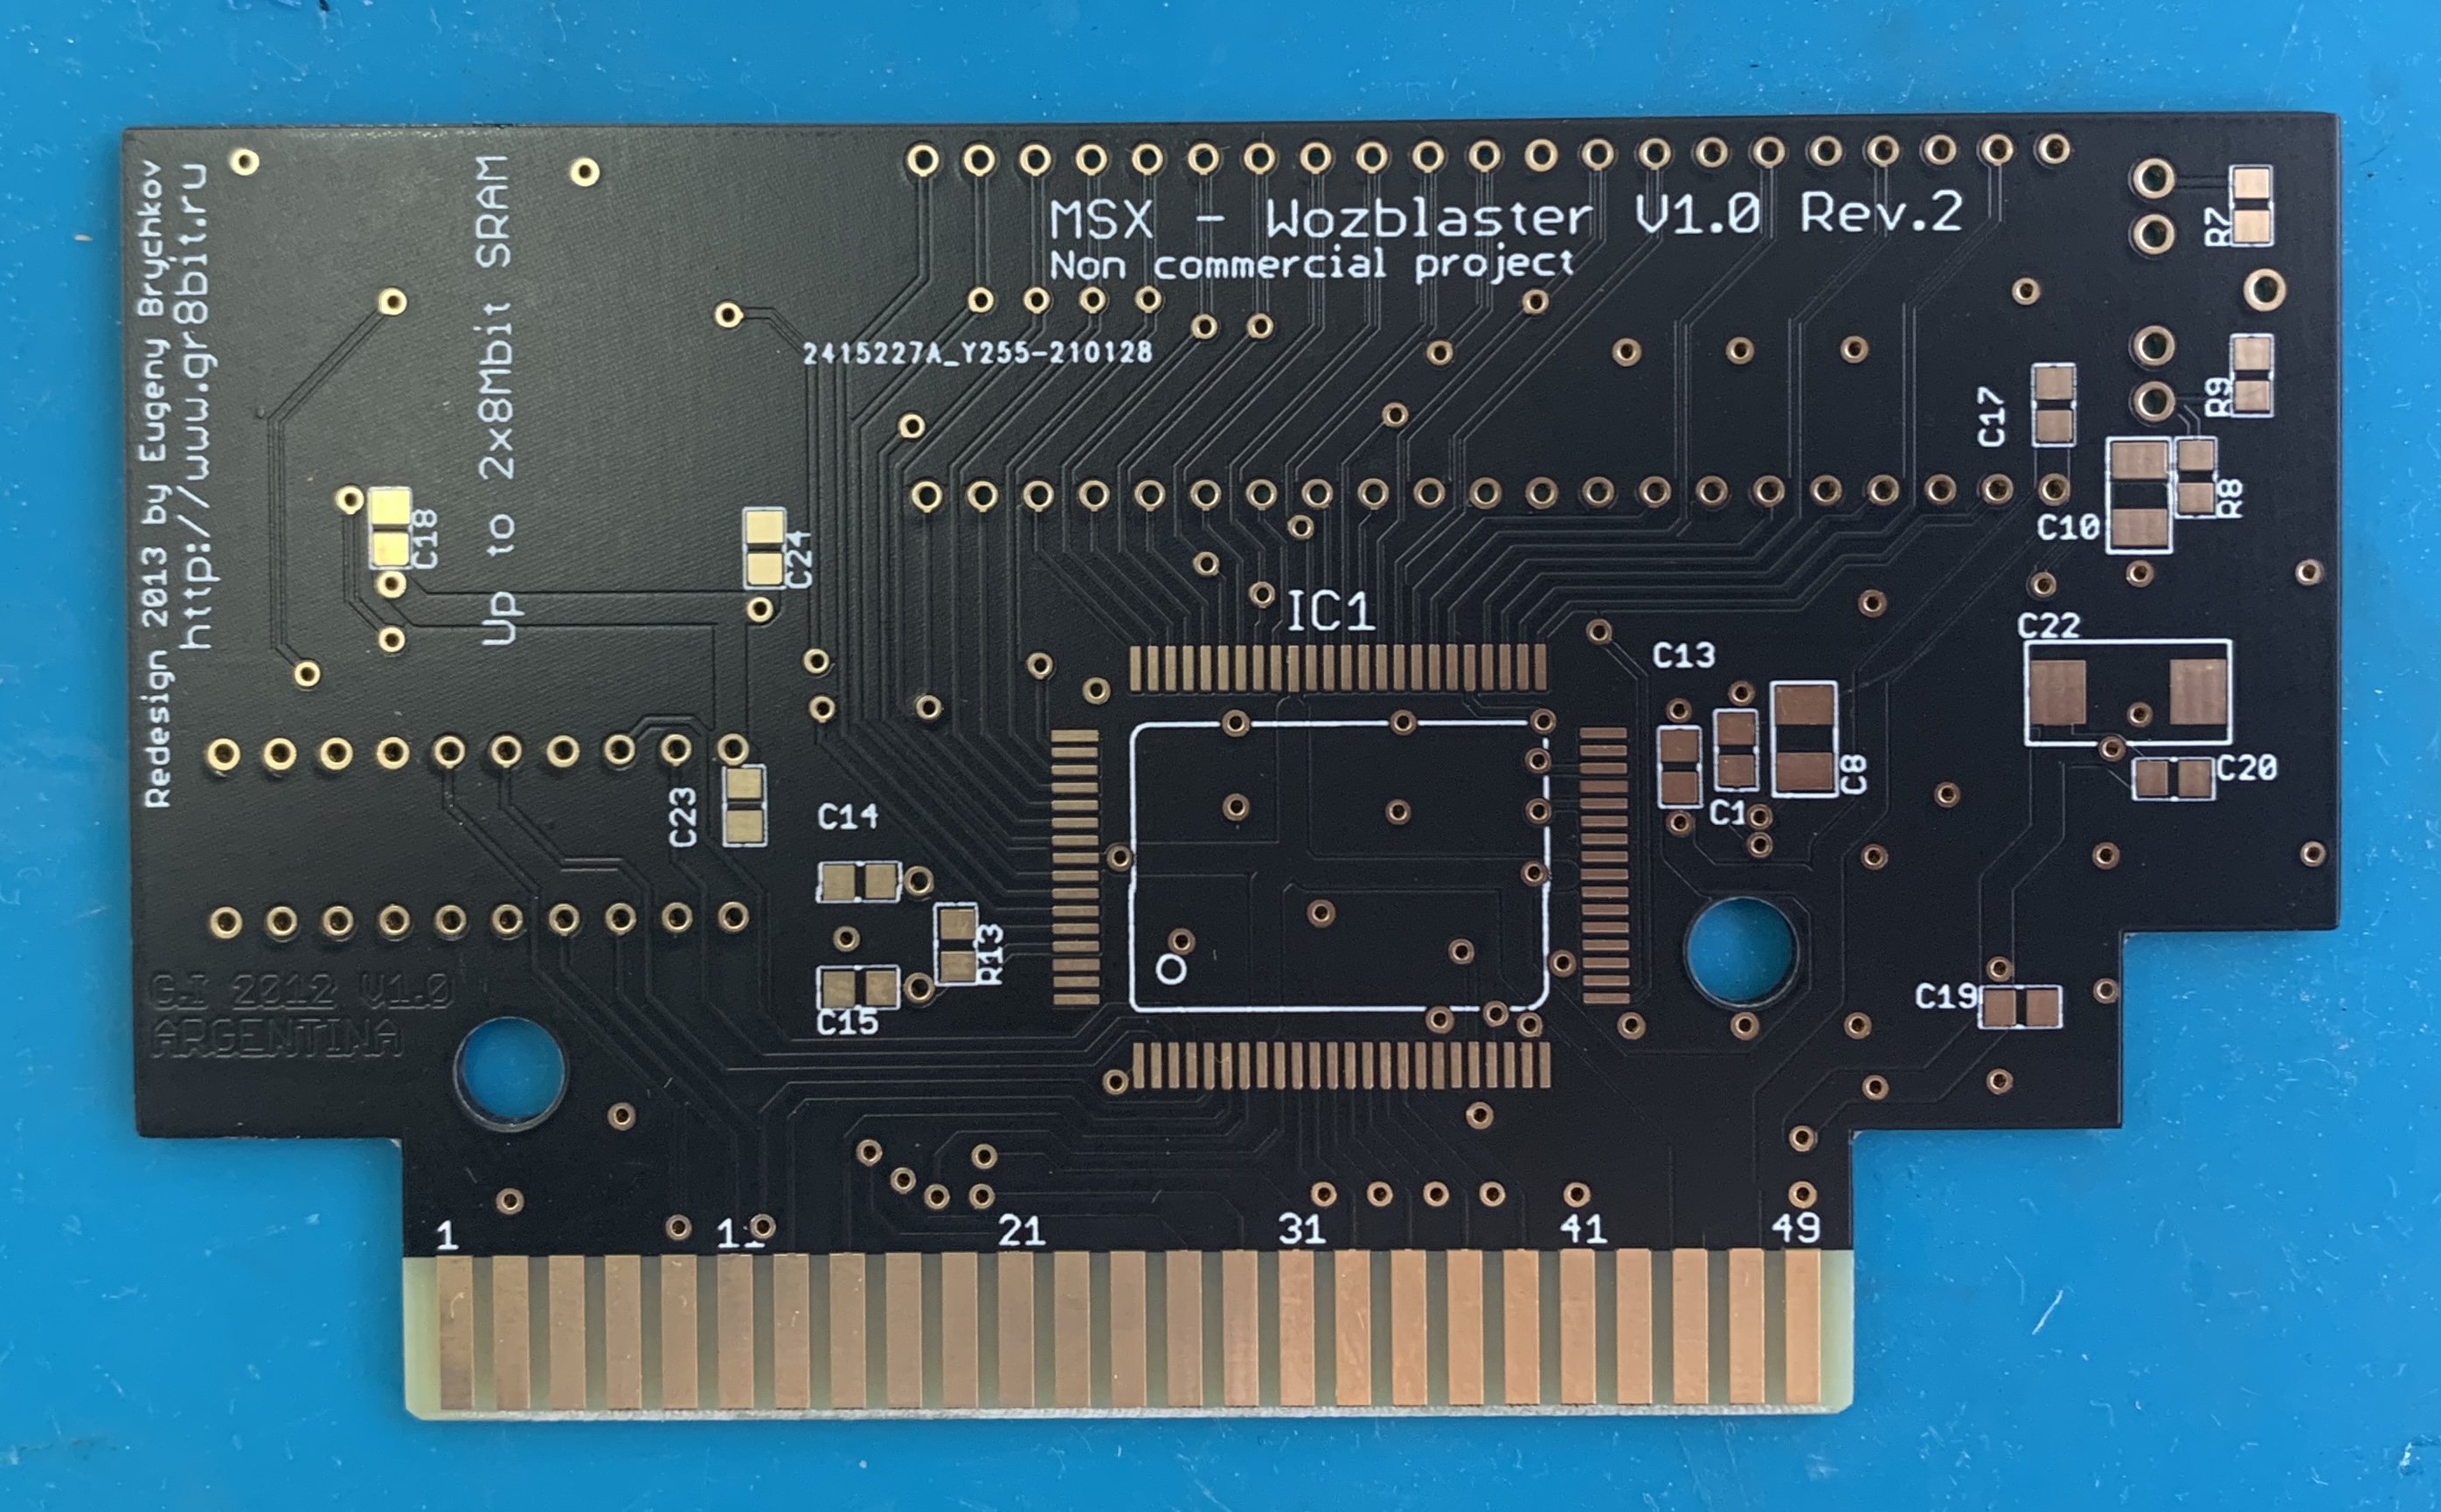 Redesign 2013 by Eugeny Brychkov
http://www.gr8bit.ru
Up to 2x8Mbit SRAM
MSX - Wozblaster V1.0 Rev.2
Non commercial project
2415227A_Y255-210128
R7
R9
C17
R8
C10
C18
C24
IC1
C13
C22
C20
C8
C1
C23
C14
R13
C15
C19
GJ 2012 V1.0
ARGENTINA
1
11
21
31
41
49